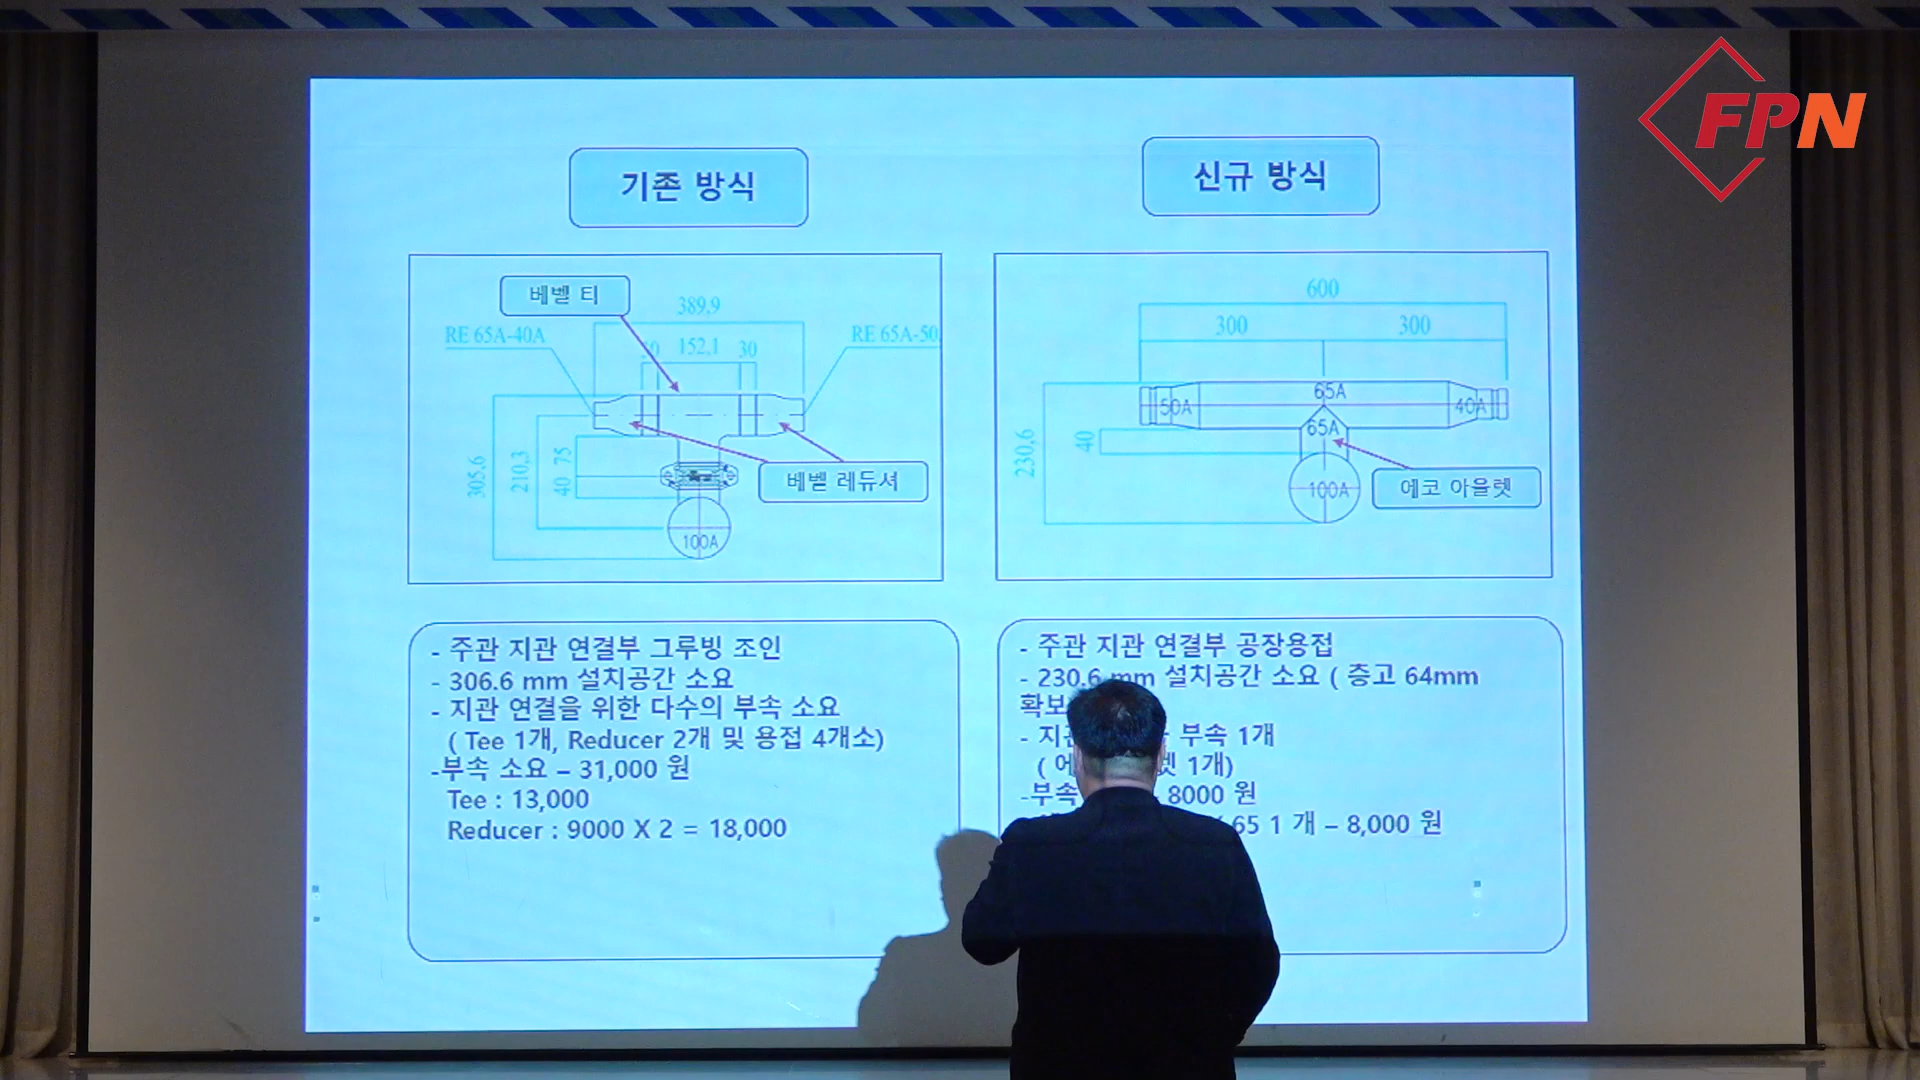 FPN
기존 방식
신규 방식
베벨 티
389,9
RE 65A-40A
RE 65A-50
152,1
30
305,6
210,3
40
75
베벨 레듀셔
100A
600
300
300
65A
50A
40A
65A
230,6
40
100A
에코 아울렛
- 주관 지관 연결부 그루빙 조인
- 306.6 mm 설치공간 소요
- 지관 연결을 위한 다수의 부속 소요
( Tee 1개, Reducer 2개 및 용접 4개소)
-부속 소요 – 31,000 원
Tee : 13,000
Reducer : 9000 X 2 = 18,000
- 주관 지관 연결부 공장용접
- 230.6 mm 설치공간 소요 ( 층고 64mm
확보
- 부속 1개
( 1개)
-부속 8000 원
65 1 개 – 8,000 원